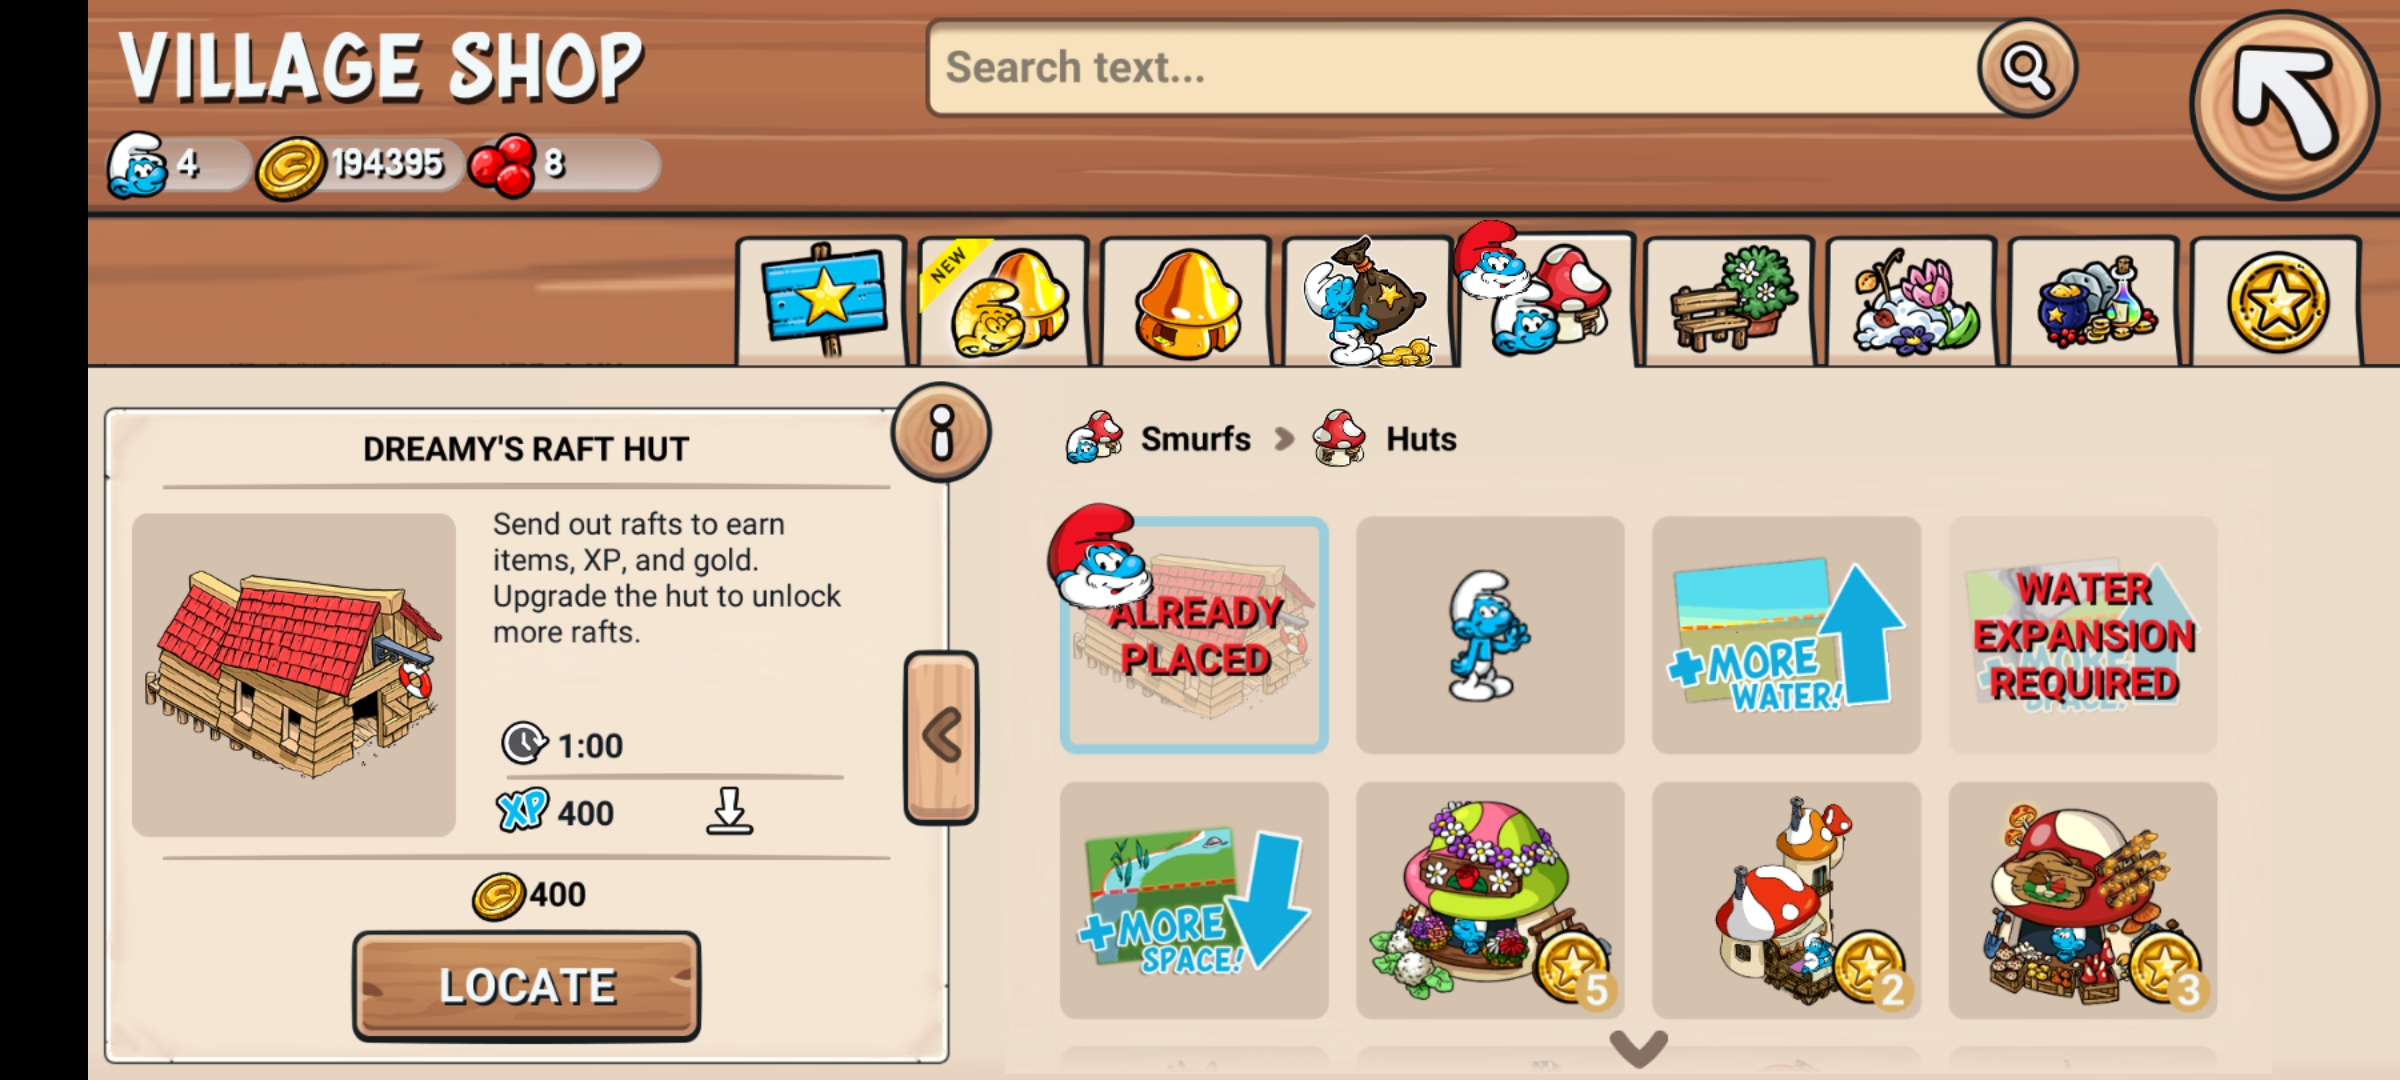 VILLAGE SHOP
Search text...
4
194395
8
NEW
DREAMY'S RAFT HUT
Send out rafts to earn
items, XP, and gold.
Upgrade the hut to unlock
more rafts.
1:00
XP 400
400
LOCATE
Smurfs
Huts
ALREADY
PLACED
+MORE
WATER!
WATER
EXPANSION
REQUIRED
+MORE
SPACE!
+MORE
SPACE!
5
2
3